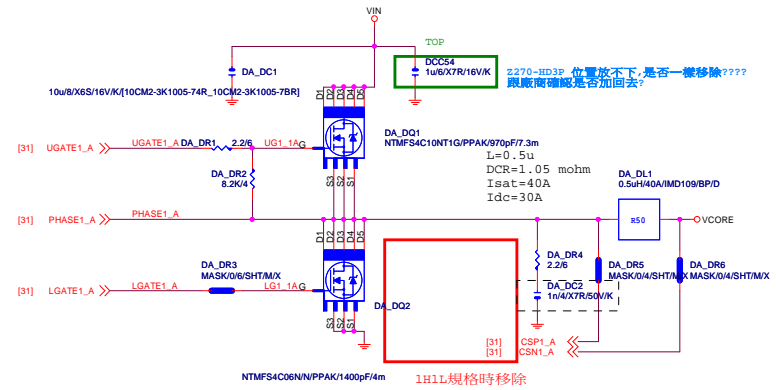 VIN
TOP
DA_DC1
DCC54
1u/6/X7R/16V/K
Z270-HD3P 位置放不下,是否一樣移除????
跟廠商確認是否加回去?
10u/8/X6S/16V/K/[10CM2-3K1005-74R_10CM2-3K1005-7BR]
D1
D2
D3
D4
D5
DA_DQ1
NTMFS4C10NT1G/PPAK/970pF/7.3m
[31] UGATE1_A
UGATE1_A
DA_DR1
2.2/6
UG1_1A
G
DA_DR2
8.2K/4
S3
S2
S1
L=0.5u
DCR=1.05 mohm
Isat=40A
Idc=30A
DA_DL1
0.5uH/40A/IMD109/BP/D
R50
VCORE
[31] PHASE1_A
PHASE1_A
D1
D2
D3
D4
D5
DA_DR3
MASK/0/6/SHT/M/X
[31] LGATE1_A
LGATE1_A
LG1_1A
G
DA_DQ2
S3
S2
S1
DA_DR4
2.2/6
DA_DC2
1n/4/X7R/50V/K
DA_DR5
MASK/0/4/SHT/M/X
DA_DR6
MASK/0/4/SHT/M/X
[31] CSP1_A
[31] CSN1_A
NTMFS4C06N/N/PPAK/1400pF/4m
1H1L規格時移除